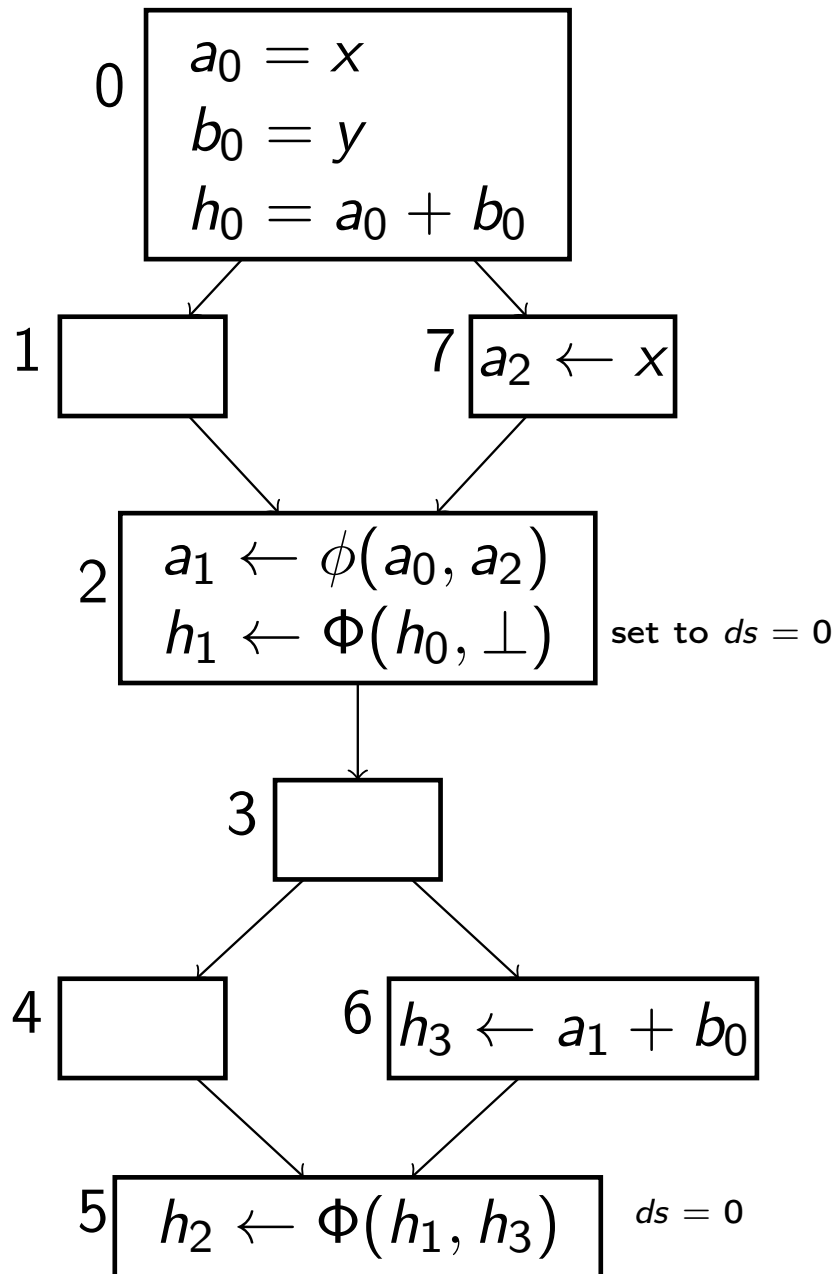 0
a₀ = x
b₀ = y
h₀ = a₀ + b₀
1
7
a₂ ← x
2
a₁ ← ϕ(a₀, a₂)
h₁ ← Φ(h₀, ⊥)
set to ds = 0
3
4
6
h₃ ← a₁ + b₀
5
h₂ ← Φ(h₁, h₃)
ds = 0